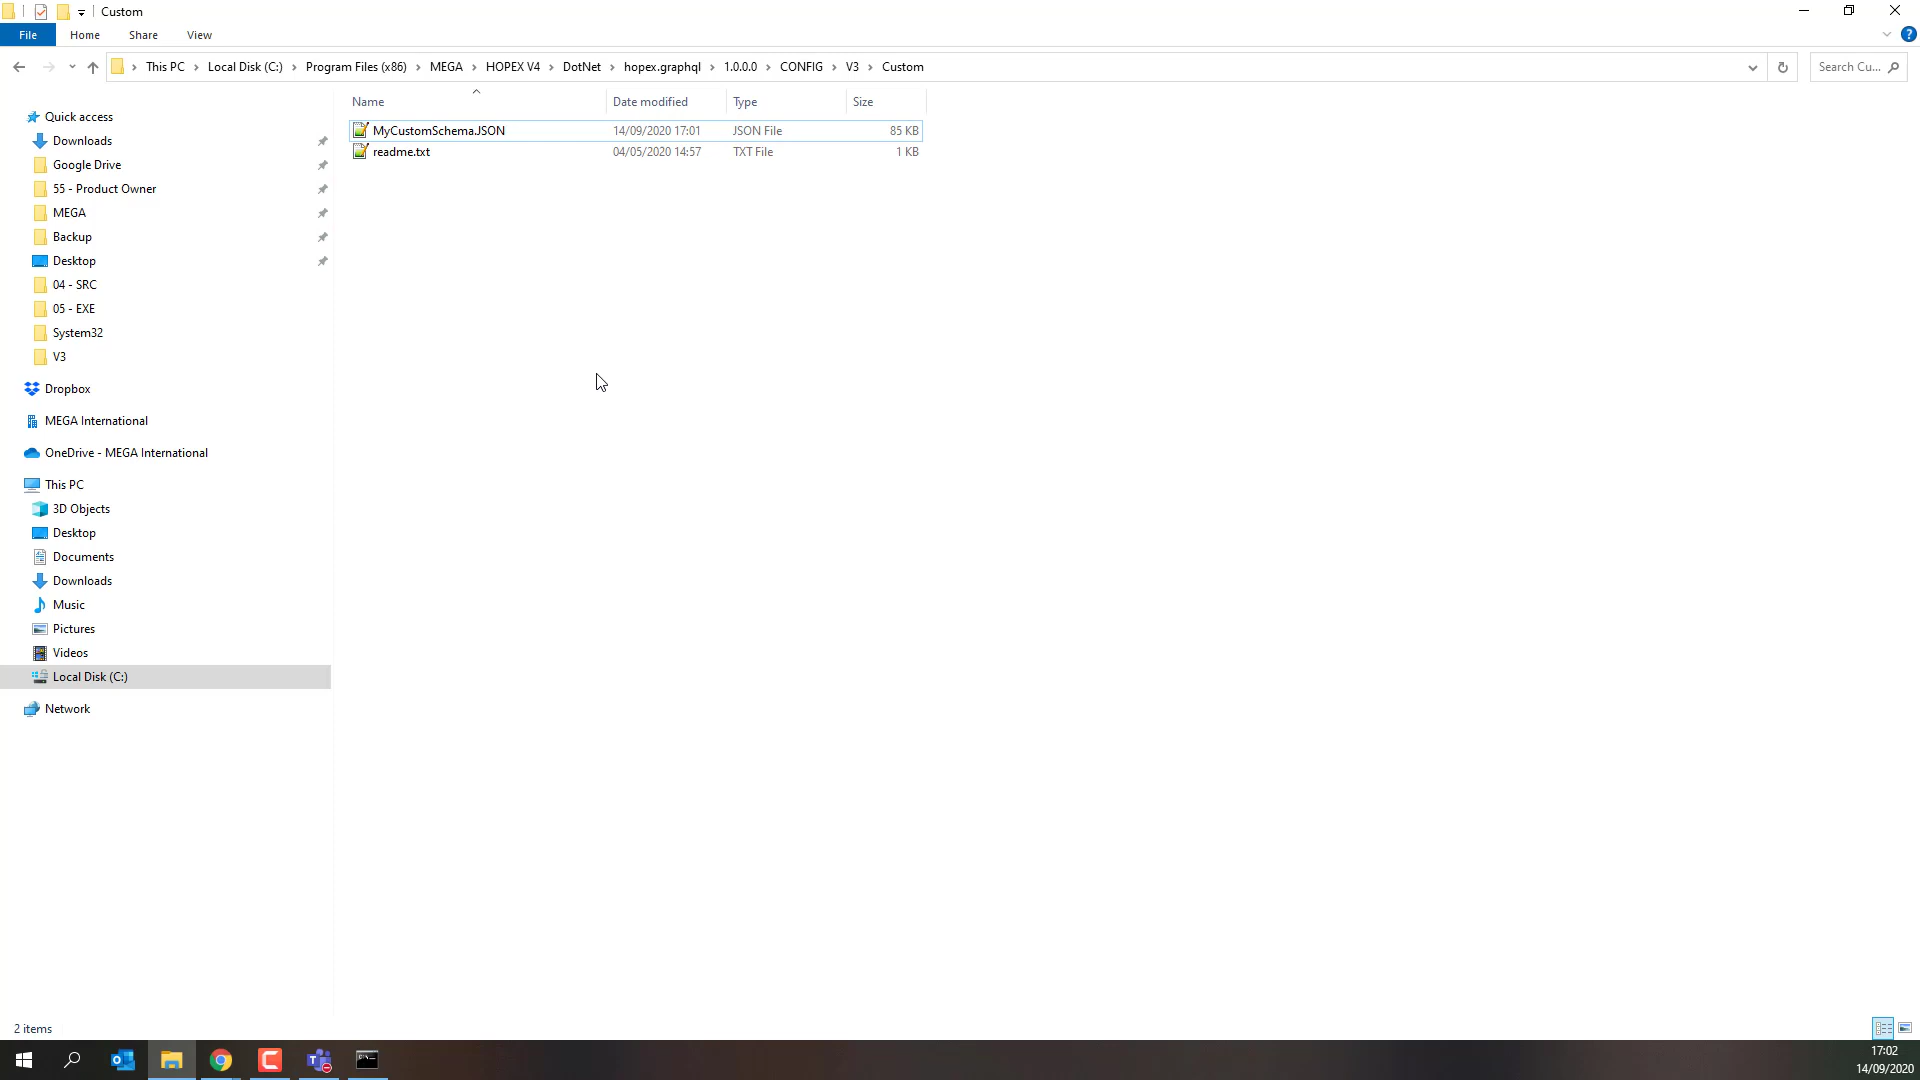 Custom
File Home Share View
This PC Local Disk (C:) Program Files (x86) MEGA HOPEX V4 DotNet hopex.graphql 1.0.0.0 CONFIG V3 Custom
Search Cu...
Name Date modified Type Size
MyCustomSchema.JSON 14/09/2020 17:01 JSON File 85 KB
readme.txt 04/05/2020 14:57 TXT File 1 KB
Quick access
Downloads
Google Drive
55 - Product Owner
MEGA
Backup
Desktop
04 - SRC
05 - EXE
System32
V3
Dropbox
MEGA International
OneDrive - MEGA International
This PC
3D Objects
Desktop
Documents
Downloads
Music
Pictures
Videos
Local Disk (C:)
Network
2 items
17:02
14/09/2020